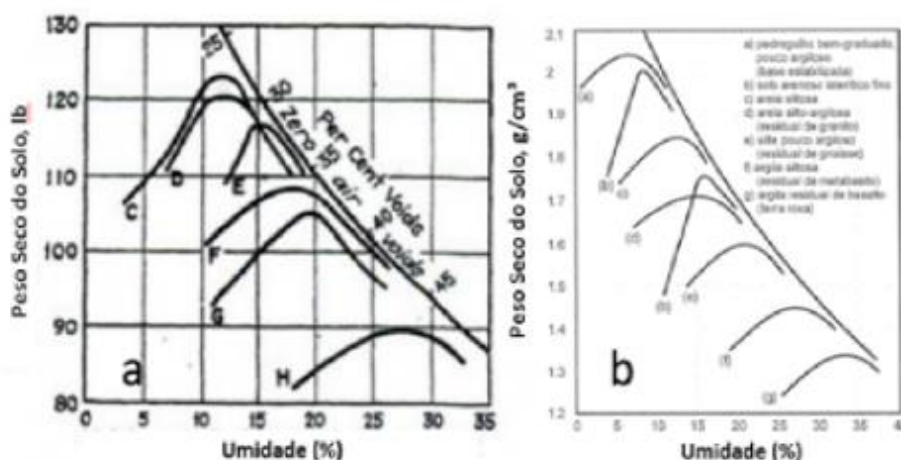 130
120
110
100
90
80
0
5
10
15
20
25
30
35
Peso Seco do Solo, lb
Umidade (%)
Per Cent Voids
Zero air voids
C
D
E
F
G
H
a
2.1
2
1.9
1.8
1.7
1.6
1.5
1.4
1.3
1.2
0
5
10
15
20
25
30
35
Peso Seco do Solo, g/cm³
Umidade (%)
a) pedregulho bem-graduado,
pouco argiloso
(base estabilizada)
b) solo arenoso laterítico fino
c) areia siltosa
d) areia silto-argilosa
(residual de granito)
e) silte pouco argiloso
(residual de gnaisse)
f) argila siltosa
(residual de metabasito)
g) argila residual de basalto
(terra roxa)
(a)
(b)
(d)
(e)
(f)
(g)
b